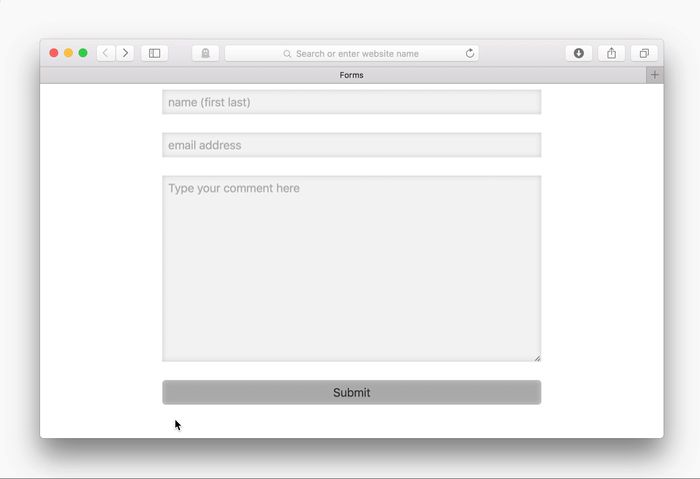 Search or enter website name
Forms
name (first last)
email address
Type your comment here
Submit